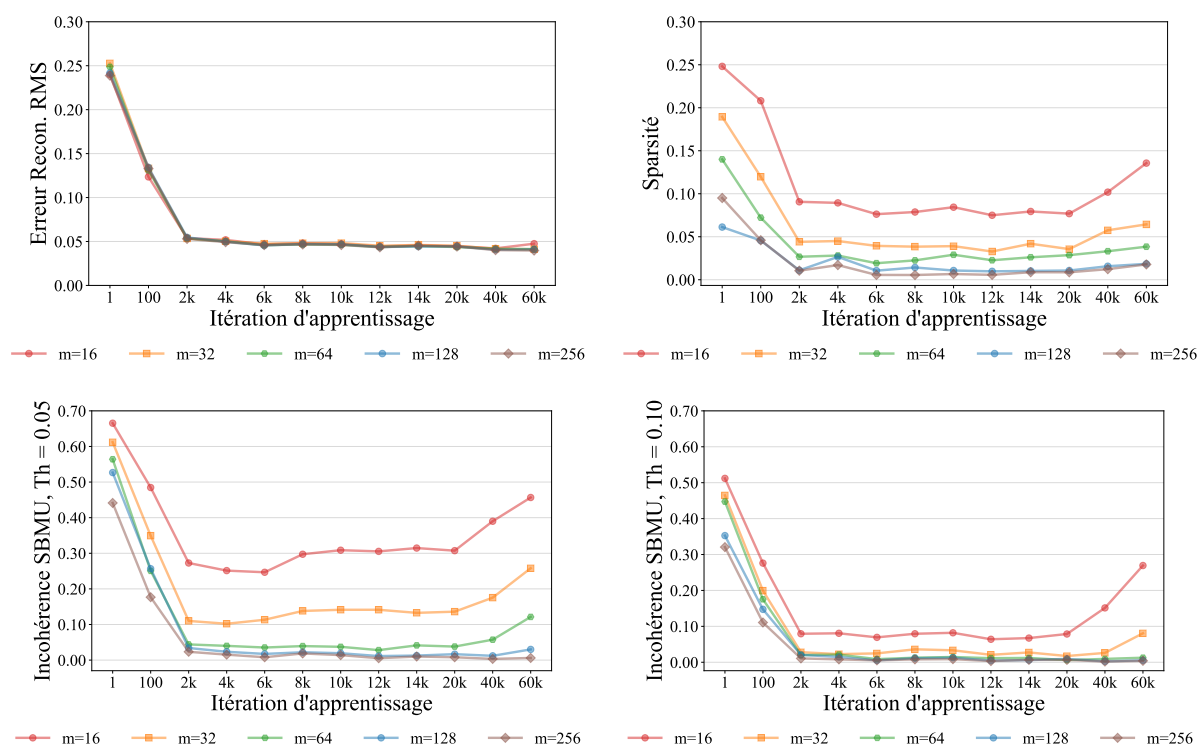 Erreur Recon. RMS
0.30
0.25
0.20
0.15
0.10
0.05
0.00
1 100 2k 4k 6k 8k 10k 12k 14k 20k 40k 60k
Itération d'apprentissage
m=16 m=32 m=64 m=128 m=256
Sparsité
0.30
0.25
0.20
0.15
0.10
0.05
0.00
1 100 2k 4k 6k 8k 10k 12k 14k 20k 40k 60k
Itération d'apprentissage
m=16 m=32 m=64 m=128 m=256
Incohérence SBMU, Th = 0.05
0.70
0.60
0.50
0.40
0.30
0.20
0.10
0.00
1 100 2k 4k 6k 8k 10k 12k 14k 20k 40k 60k
Itération d'apprentissage
m=16 m=32 m=64 m=128 m=256
Incohérence SBMU, Th = 0.10
0.70
0.60
0.50
0.40
0.30
0.20
0.10
0.00
1 100 2k 4k 6k 8k 10k 12k 14k 20k 40k 60k
Itération d'apprentissage
m=16 m=32 m=64 m=128 m=256